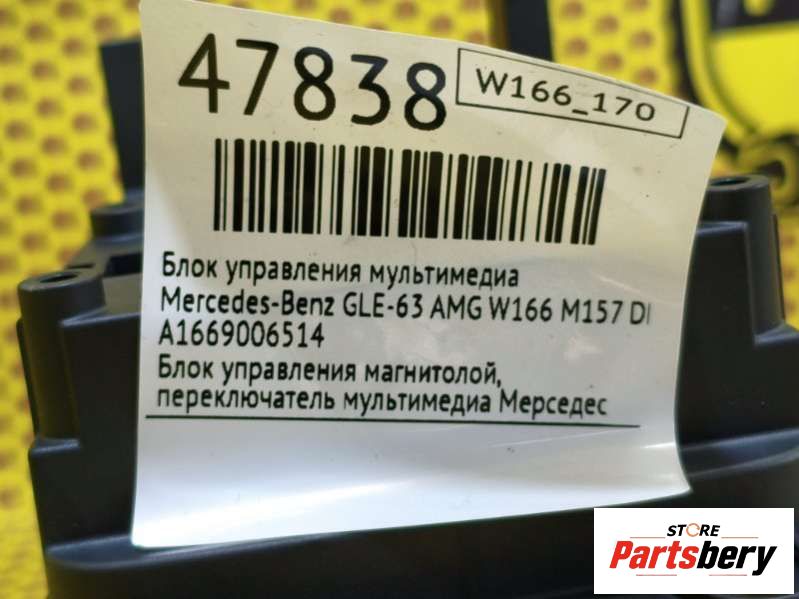 47838
W166_170
Блок управления мультимедиа
Mercedes-Benz GLE-63 AMG W166 M157 DI
A1669006514
Блок управления магнитолой,
переключатель мультимедиа Мерседес
STORE
Partsbery